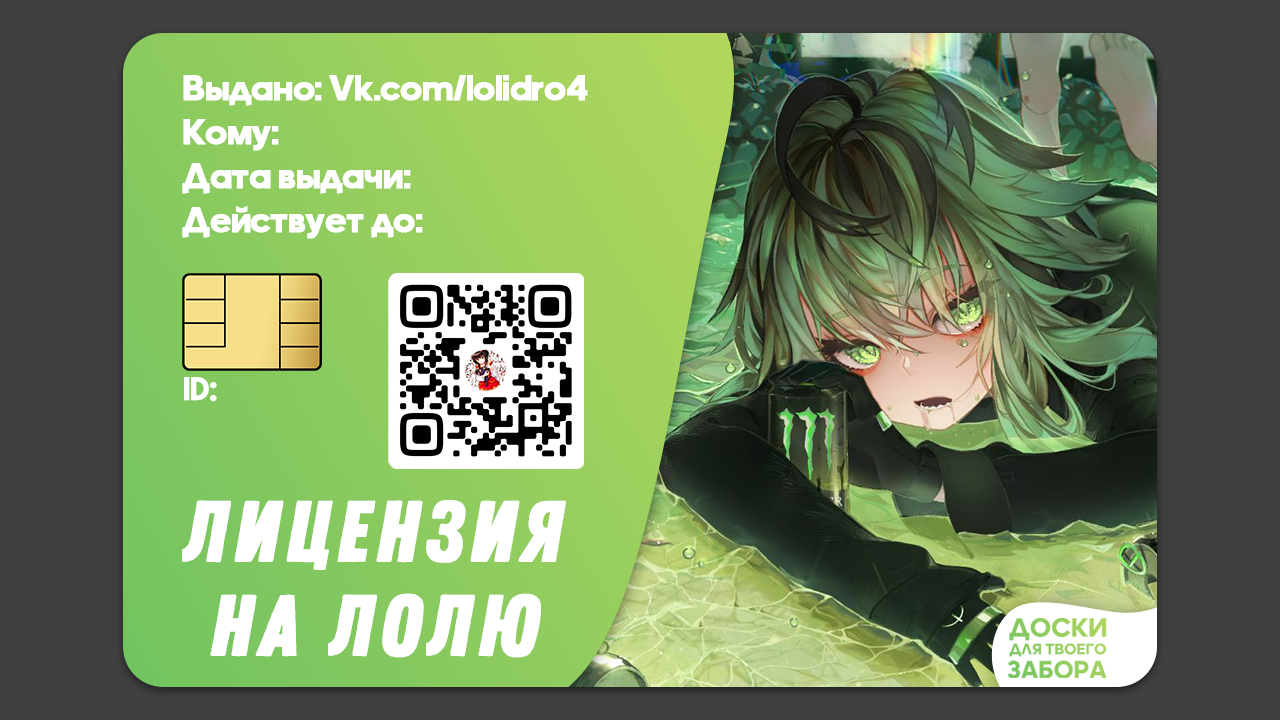 Выдано: Vk.com/lolidro4
Кому:
Дата выдачи:
Действует до:
ID:
ЛИЦЕНЗИЯ
НА ЛОЛЮ
ДОСКИ
ДЛЯ ТВОЕГО
ЗАБОРА